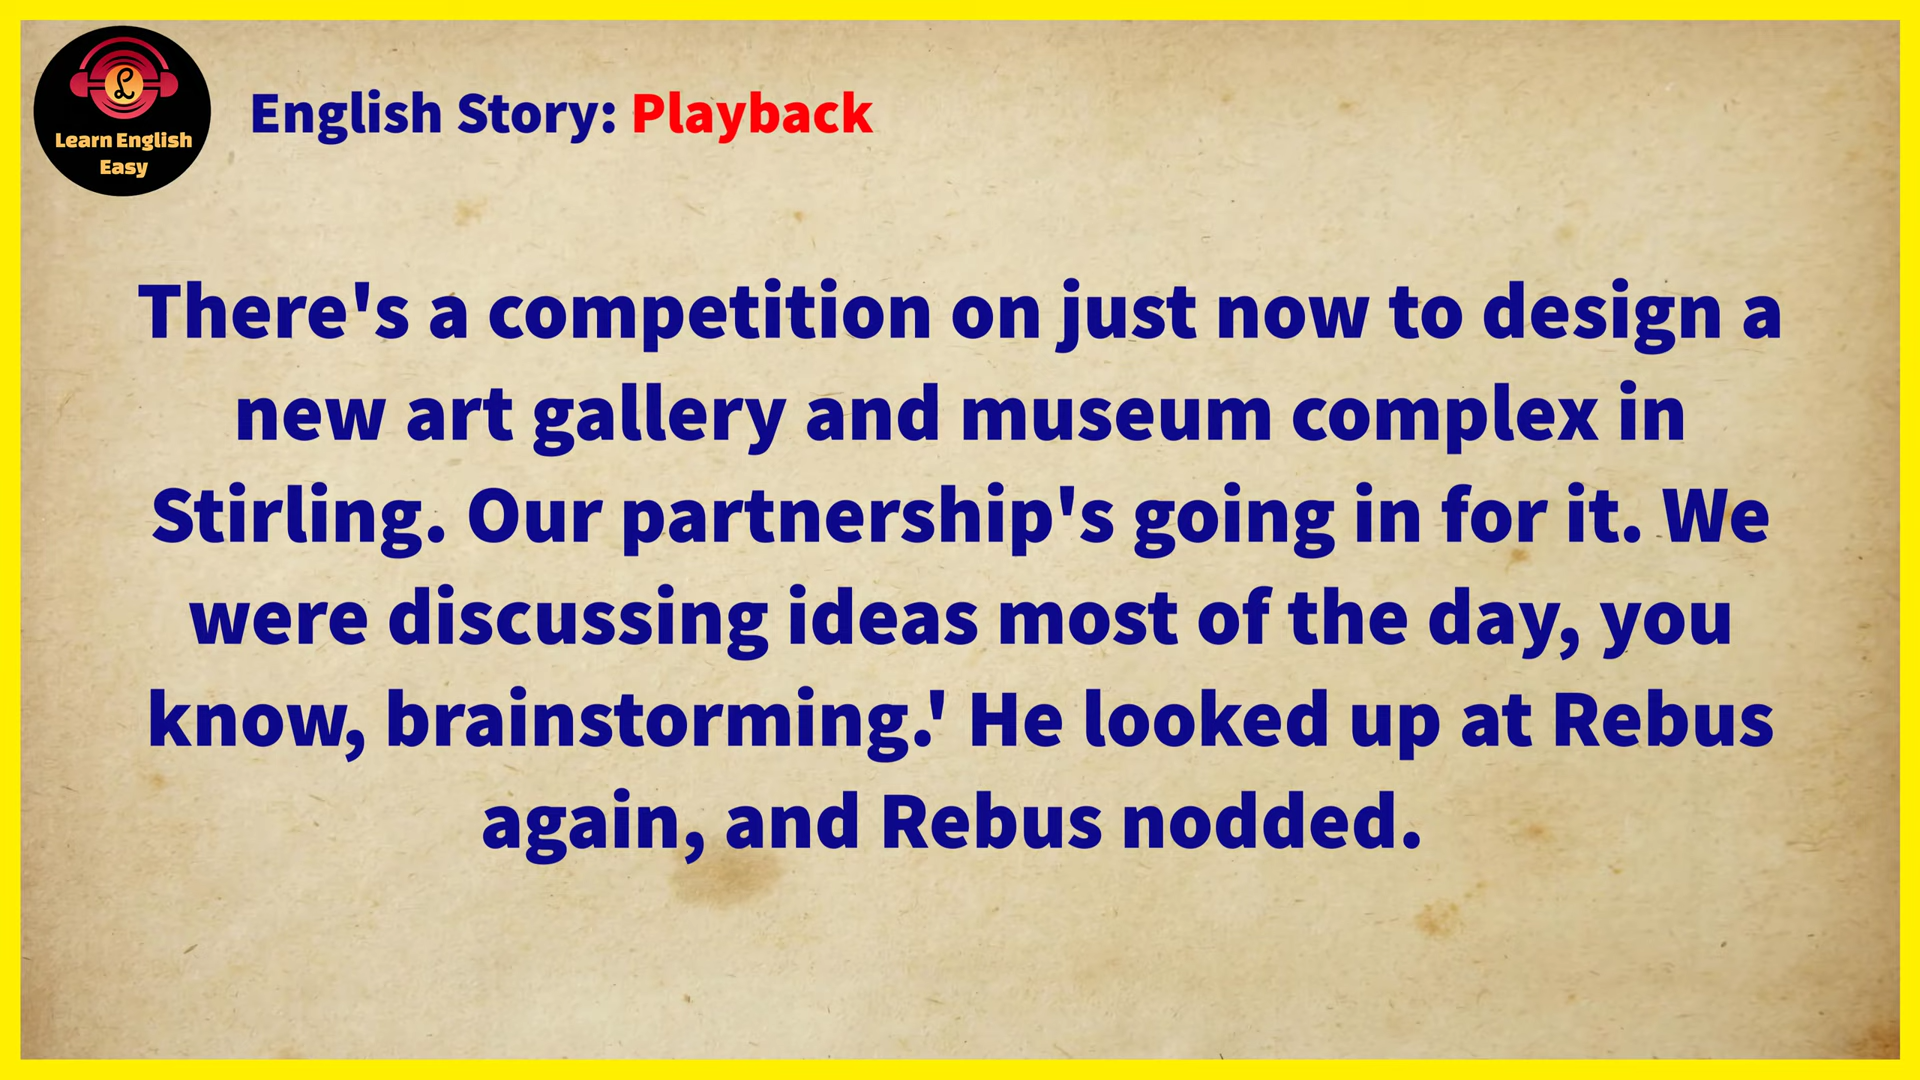 Learn English
Easy
English Story: Playback
There's a competition on just now to design a
new art gallery and museum complex in
Stirling. Our partnership's going in for it. We
were discussing ideas most of the day, you
know, brainstorming.' He looked up at Rebus
again, and Rebus nodded.